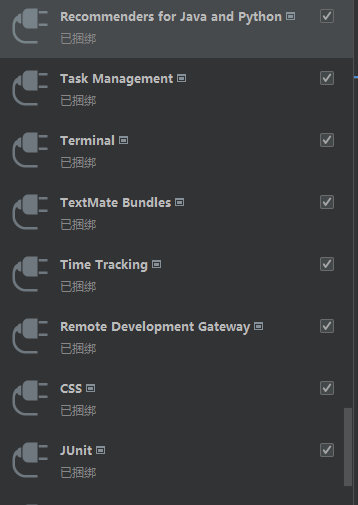 Recommenders for Java and Python
已捆绑
Task Management
已捆绑
Terminal
已捆绑
TextMate Bundles
已捆绑
Time Tracking
已捆绑
Remote Development Gateway
已捆绑
CSS
已捆绑
JUnit
已捆绑